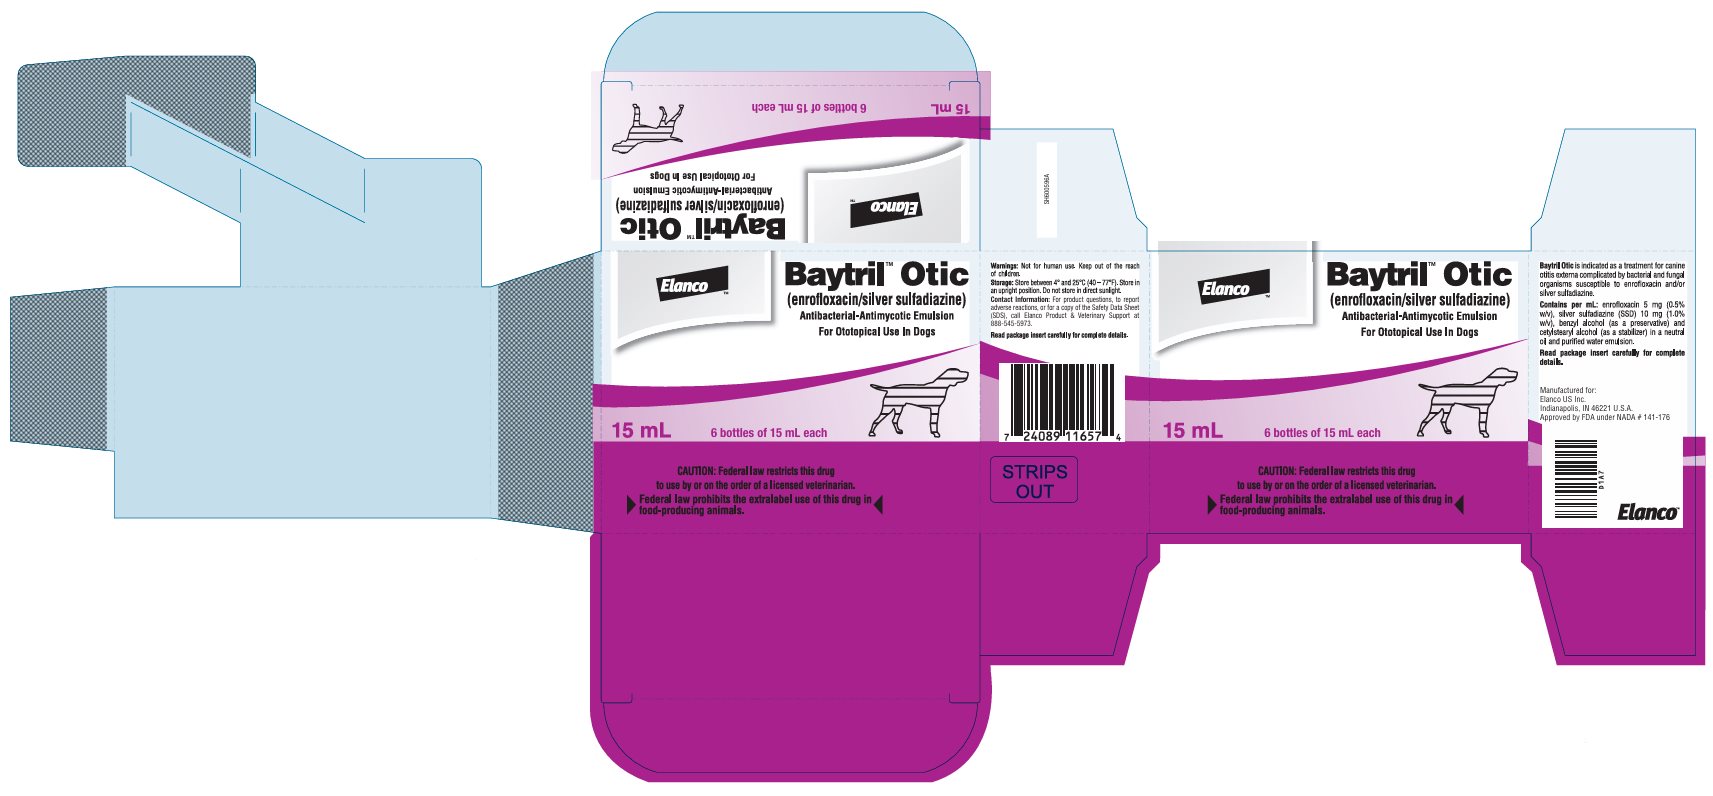 15 mL
6 bottles of 15 mL each
Elanco™
Baytril™ Otic
(enrofloxacin/silver sulfadiazine)
Antibacterial-Antimycotic Emulsion
For Ototopical Use In Dogs
SH600596A
Elanco™
Baytril™ Otic
(enrofloxacin/silver sulfadiazine)
Antibacterial-Antimycotic Emulsion
For Ototopical Use In Dogs
15 mL
6 bottles of 15 mL each
CAUTION: Federal law restricts this drug
to use by or on the order of a licensed veterinarian.
Federal law prohibits the extralabel use of this drug in
food-producing animals.
Warnings: Not for human use. Keep out of the reach
of children.
Storage: Store between 4° and 25°C (40–77°F). Store in
an upright position. Do not store in direct sunlight.
Contact Information: For product questions, to report
adverse reactions, or for a copy of the Safety Data Sheet
(SDS), call Elanco Product & Veterinary Support at
888-545-5973.
Read package insert carefully for complete details.
7 24089 11657 4
STRIPS
OUT
Elanco™
Baytril™ Otic
(enrofloxacin/silver sulfadiazine)
Antibacterial-Antimycotic Emulsion
For Ototopical Use In Dogs
15 mL
6 bottles of 15 mL each
CAUTION: Federal law restricts this drug
to use by or on the order of a licensed veterinarian.
Federal law prohibits the extralabel use of this drug in
food-producing animals.
Baytril Otic is indicated as a treatment for canine
otitis externa complicated by bacterial and fungal
organisms susceptible to enrofloxacin and/or
silver sulfadiazine.
Contains per mL: enrofloxacin 5 mg (0.5%
w/v), silver sulfadiazine (SSD) 10 mg (1.0%
w/v), benzyl alcohol (as a preservative) and
cetylstearyl alcohol (as a stabilizer) in a neutral
oil and purified water emulsion.
Read package insert carefully for complete
details.
Manufactured for:
Elanco US Inc.
Indianapolis, IN 46221 U.S.A.
Approved by FDA under NADA # 141-176
D1A7
Elanco™